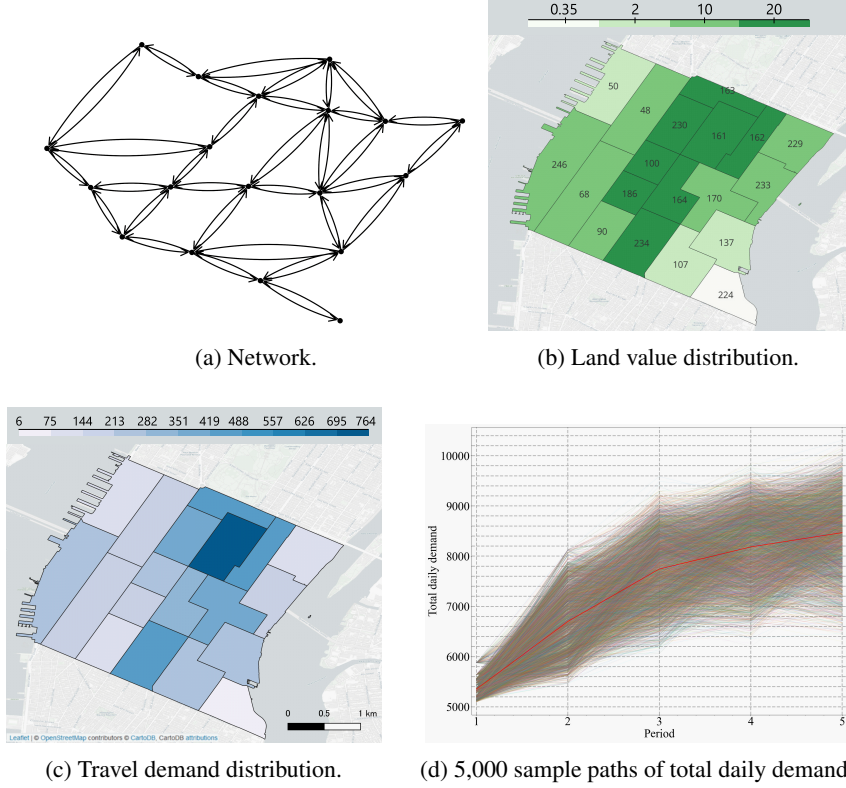 0.35 2 10 20
163
50
48
230
161
162
229
246
100
68
186
164
170
233
90
234
137
107
224
(a) Network.
(b) Land value distribution.
6 75 144 213 282 351 419 488 557 626 695 764
0 0.5 1 km
Leaflet | © OpenStreetMap contributors © CartoDB, CartoDB attributions
10000
9000
8000
7000
6000
5000
Total daily demand
1 2 3 4 5
Period
(c) Travel demand distribution.
(d) 5,000 sample paths of total daily demand